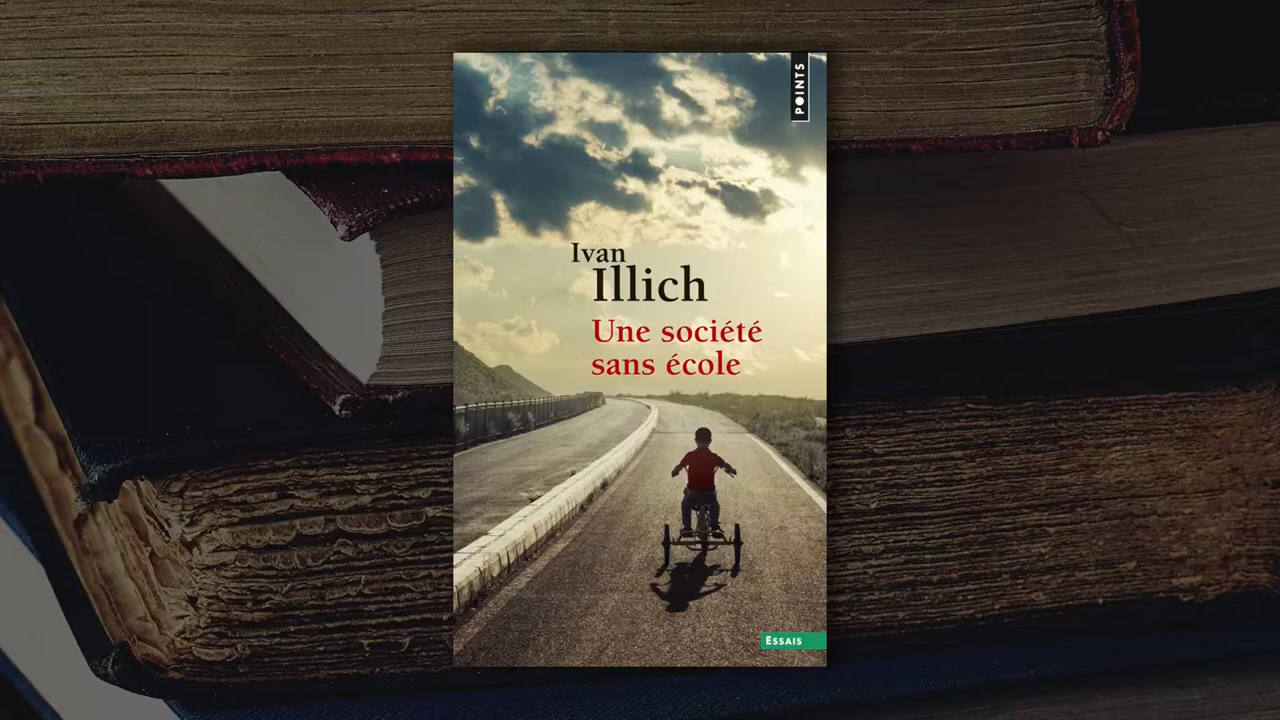 POINTS
Ivan
Illich
Une société
sans école
ESSAIS